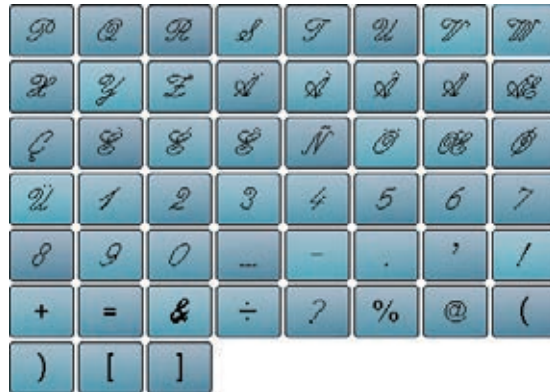 P Q R S T U V W
X Y Z Ä À Å Æ
Ç Ñ Ö Œ Ø
Ü 1 2 3 4 5 6 7
8 9 0 _ - . ' !
+ = & ÷ ? % @ (
) [ ]